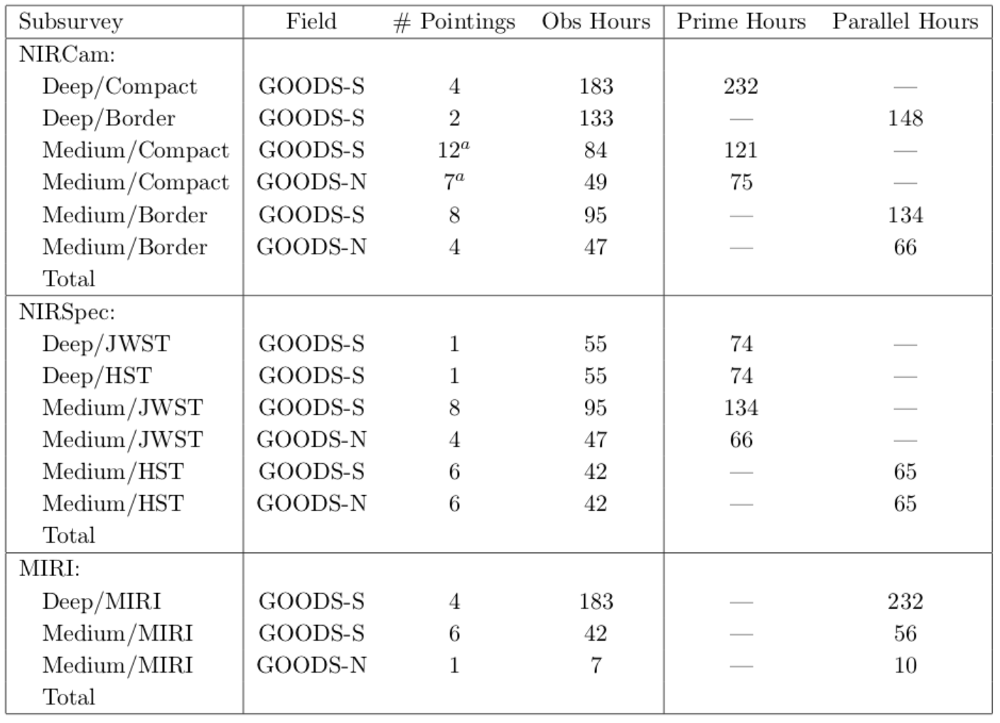 Subsurvey Field # Pointings Obs Hours Prime Hours Parallel Hours
NIRCam:
Deep/Compact GOODS-S 4 183 232 —
Deep/Border GOODS-S 2 133 — 148
Medium/Compact GOODS-S 12ᵃ 84 121 —
Medium/Compact GOODS-N 7ᵃ 49 75 —
Medium/Border GOODS-S 8 95 — 134
Medium/Border GOODS-N 4 47 — 66
Total
NIRSpec:
Deep/JWST GOODS-S 1 55 74 —
Deep/HST GOODS-S 1 55 74 —
Medium/JWST GOODS-S 8 95 134 —
Medium/JWST GOODS-N 4 47 66 —
Medium/HST GOODS-S 6 42 — 65
Medium/HST GOODS-N 6 42 — 65
Total
MIRI:
Deep/MIRI GOODS-S 4 183 — 232
Medium/MIRI GOODS-S 6 42 — 56
Medium/MIRI GOODS-N 1 7 — 10
Total